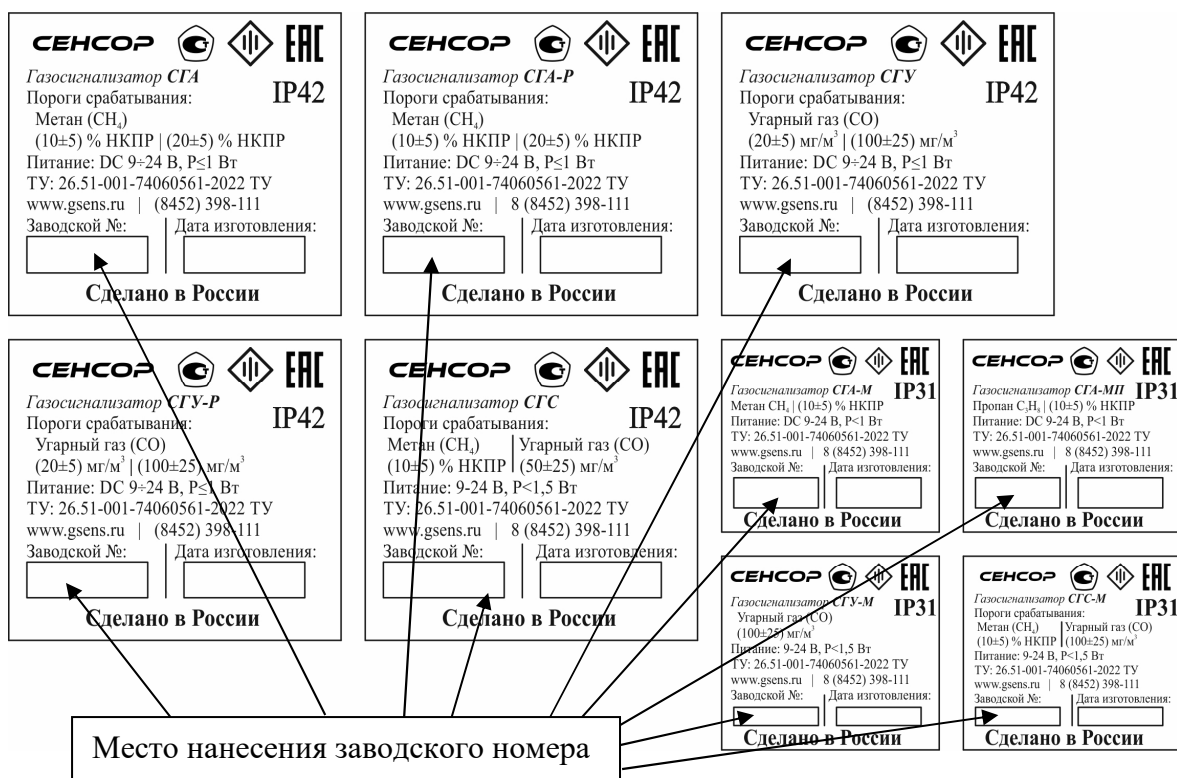 СЕНСОР ЕАС
Газосигнализатор СГА
IP42
Пороги срабатывания:
Метан (CH₄)
(10±5) % НКПР | (20±5) % НКПР
Питание: DC 9÷24 В, P≤1 Вт
ТУ: 26.51-001-74060561-2022 ТУ
www.gsens.ru | (8452) 398-111
Заводской №: Дата изготовления:
Сделано в России
СЕНСОР ЕАС
Газосигнализатор СГА-Р
IP42
Пороги срабатывания:
Метан (CH₄)
(10±5) % НКПР | (20±5) % НКПР
Питание: DC 9÷24 В, P≤1 Вт
ТУ: 26.51-001-74060561-2022 ТУ
www.gsens.ru | 8 (8452) 398-111
Заводской №: Дата изготовления:
Сделано в России
СЕНСОР ЕАС
Газосигнализатор СГУ
IP42
Пороги срабатывания:
Угарный газ (CO)
(20±5) мг/м³ | (100±25) мг/м³
Питание: DC 9÷24 В, P≤1 Вт
ТУ: 26.51-001-74060561-2022 ТУ
www.gsens.ru | (8452) 398-111
Заводской №: Дата изготовления:
Сделано в России
СЕНСОР ЕАС
Газосигнализатор СГУ-Р
IP42
Пороги срабатывания:
Угарный газ (CO)
(20±5) мг/м³ | (100±25) мг/м³
Питание: DC 9÷24 В, P≤1 Вт
ТУ: 26.51-001-74060561-2022 ТУ
www.gsens.ru | (8452) 398-111
Заводской №: Дата изготовления:
Сделано в России
СЕНСОР ЕАС
Газосигнализатор СГС
IP42
Пороги срабатывания:
Метан (CH₄) | Угарный газ (CO)
(10±5) % НКПР | (50±25) мг/м³
Питание: 9-24 В, P<1,5 Вт
ТУ: 26.51-001-74060561-2022 ТУ
www.gsens.ru | 8 (8452) 398-111
Заводской №: Дата изготовления:
Сделано в России
СЕНСОР ЕАС
Газосигнализатор СГА-М IP31
Метан CH₄ | (10±5) % НКПР
Питание: DC 9-24 В, P<1 Вт
ТУ: 26.51-001-74060561-2022 ТУ
www.gsens.ru | 8 (8452) 398-111
Заводской №: Дата изготовления:
Сделано в России
СЕНСОР ЕАС
Газосигнализатор СГА-МП IP31
Пропан C₃H₈ | (10±5) % НКПР
Питание: DC 9-24 В, P<1 Вт
ТУ: 26.51-001-74060561-2022 ТУ
www.gsens.ru | 8 (8452) 398-111
Заводской №: Дата изготовления:
Сделано в России
СЕНСОР ЕАС
Газосигнализатор СГУ-М IP31
Угарный газ (CO)
(100±25) мг/м³
Питание: 9-24 В, P<1,5 Вт
ТУ: 26.51-001-74060561-2022 ТУ
www.gsens.ru | 8 (8452) 398-111
Заводской №: Дата изготовления:
Сделано в России
СЕНСОР ЕАС
Газосигнализатор СГС-М
IP31
Пороги срабатывания:
Метан (CH₄) | Угарный газ (CO)
(10±5) % НКПР | (100±25) мг/м³
Питание: 9-24 В, P<1,5 Вт
ТУ: 26.51-001-74060561-2022 ТУ
www.gsens.ru | 8 (8452) 398-111
Заводской №: Дата изготовления:
Сделано в России
Место нанесения заводского номера